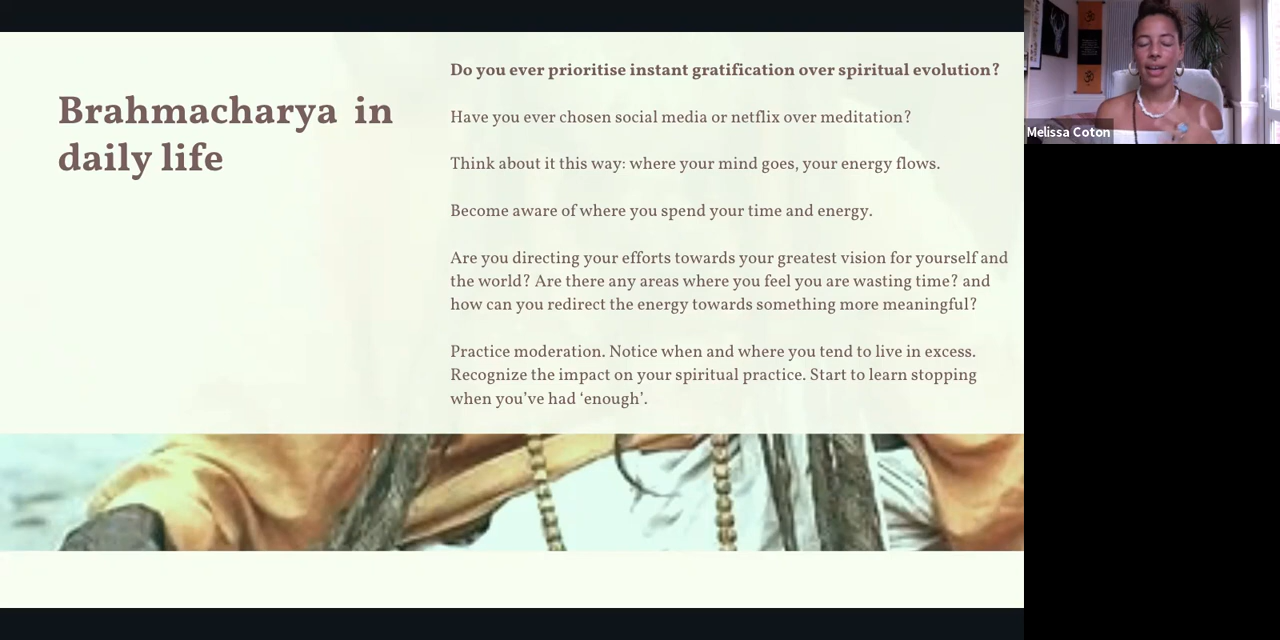 Brahmacharya in
daily life
Do you ever prioritise instant gratification over spiritual evolution?
Have you ever chosen social media or netflix over meditation?
Think about it this way: where your mind goes, your energy flows.
Become aware of where you spend your time and energy.
Are you directing your efforts towards your greatest vision for yourself and
the world? Are there any areas where you feel you are wasting time? and
how can you redirect the energy towards something more meaningful?
Practice moderation. Notice when and where you tend to live in excess.
Recognize the impact on your spiritual practice. Start to learn stopping
when you’ve had ‘enough’.
Melissa Coton